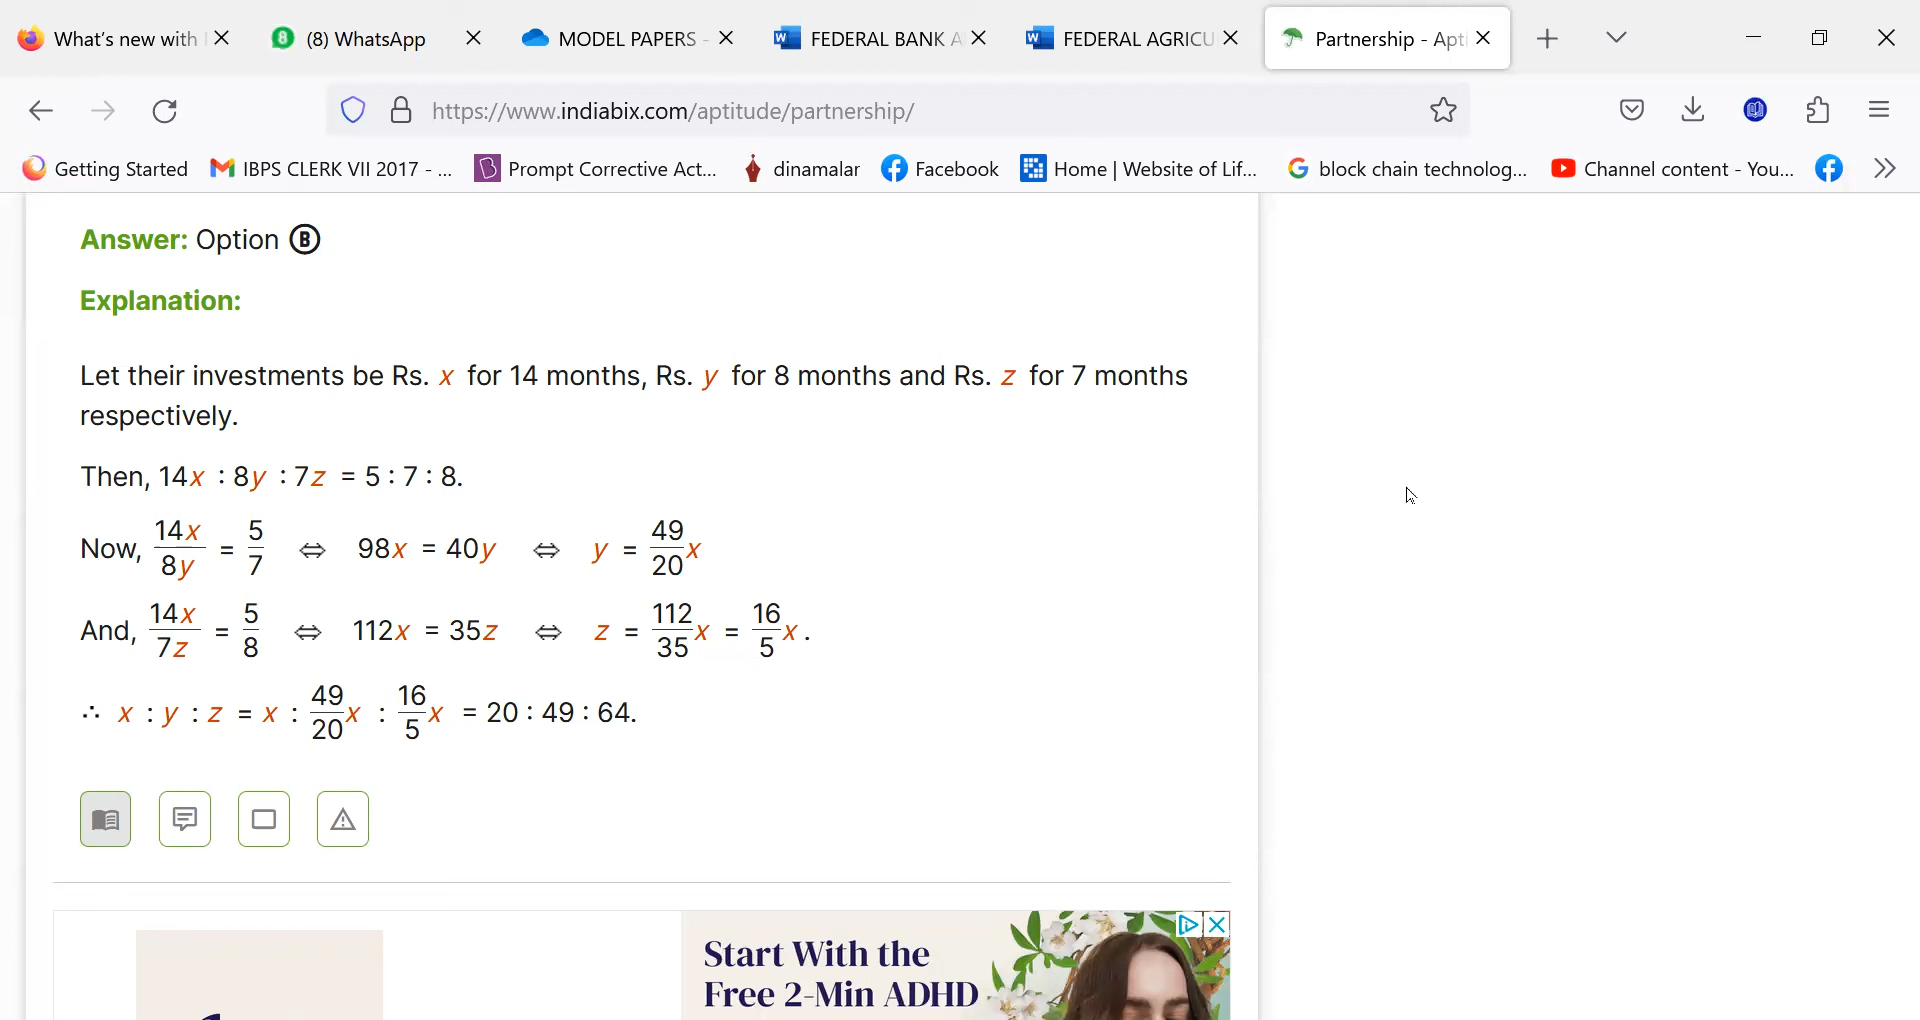 What's new with
(8) WhatsApp
MODEL PAPERS -
FEDERAL BANK A
FEDERAL AGRICU
Partnership - Apti
https://www.indiabix.com/aptitude/partnership/
Getting Started
IBPS CLERK VII 2017 - ...
Prompt Corrective Act...
dinamalar
Facebook
Home | Website of Lif...
block chain technolog...
Channel content - You...
Answer: Option B
Explanation:
Let their investments be Rs. x for 14 months, Rs. y for 8 months and Rs. z for 7 months
respectively.
Then, 14x : 8y : 7z = 5 : 7 : 8.
Now, 14x/8y = 5/7 ⇔ 98x = 40y ⇔ y = 49/20 x
And, 14x/7z = 5/8 ⇔ 112x = 35z ⇔ z = 112/35 x = 16/5 x .
∴ x : y : z = x : 49/20 x : 16/5 x = 20 : 49 : 64.
Start With the
Free 2-Min ADHD